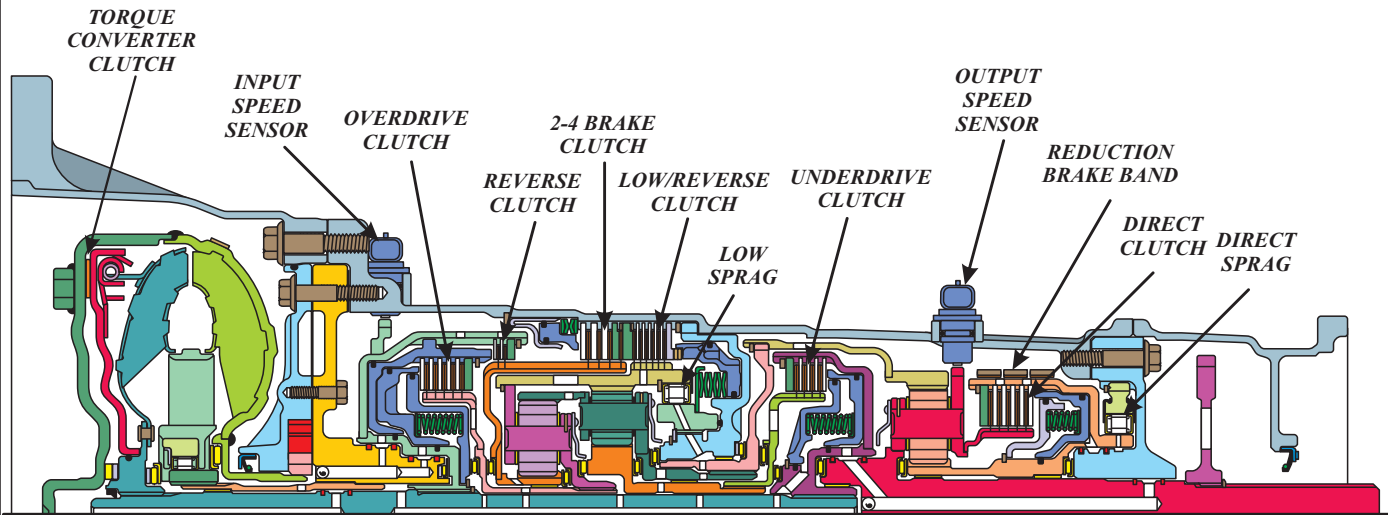 TORQUE
CONVERTER
CLUTCH
INPUT
SPEED
SENSOR
OVERDRIVE
CLUTCH
REVERSE
CLUTCH
2-4 BRAKE
CLUTCH
LOW/REVERSE
CLUTCH
LOW
SPRAG
UNDERDRIVE
CLUTCH
OUTPUT
SPEED
SENSOR
REDUCTION
BRAKE BAND
DIRECT
CLUTCH
DIRECT
SPRAG